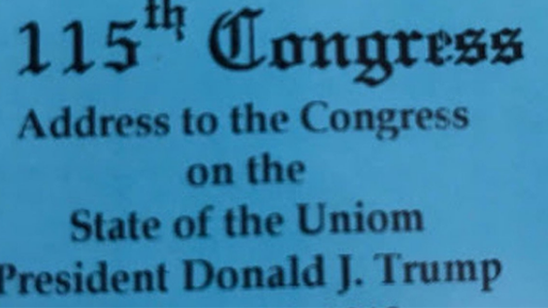 115th Congress
Address to the Congress
on the
State of the Uniom
President Donald J. Trump